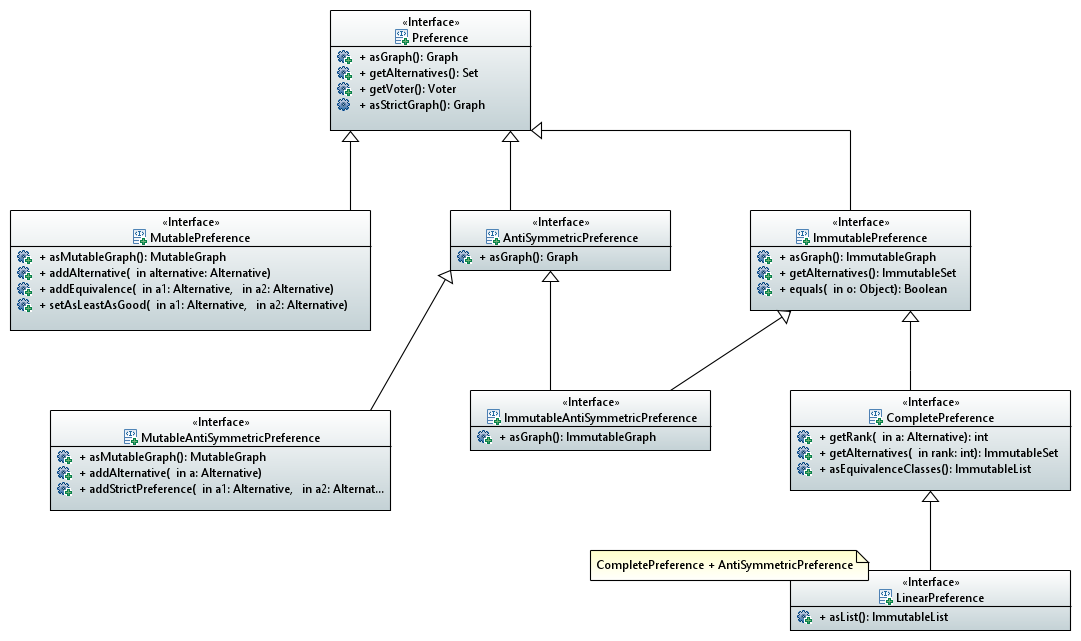 «Interface»
Preference
+ asGraph(): Graph
+ getAlternatives(): Set
+ getVoter(): Voter
+ asStrictGraph(): Graph
«Interface»
MutablePreference
+ asMutableGraph(): MutableGraph
+ addAlternative( in alternative: Alternative)
+ addEquivalence( in a1: Alternative, in a2: Alternative)
+ setAsLeastAsGood( in a1: Alternative, in a2: Alternative)
«Interface»
AntiSymmetricPreference
+ asGraph(): Graph
«Interface»
ImmutablePreference
+ asGraph(): ImmutableGraph
+ getAlternatives(): ImmutableSet
+ equals( in o: Object): Boolean
«Interface»
MutableAntiSymmetricPreference
+ asMutableGraph(): MutableGraph
+ addAlternative( in a: Alternative)
+ addStrictPreference( in a1: Alternative, in a2: Alternat...
«Interface»
ImmutableAntiSymmetricPreference
+ asGraph(): ImmutableGraph
«Interface»
CompletePreference
+ getRank( in a: Alternative): int
+ getAlternatives( in rank: int): ImmutableSet
+ asEquivalenceClasses(): ImmutableList
CompletePreference + AntiSymmetricPreference
«Interface»
LinearPreference
+ asList(): ImmutableList